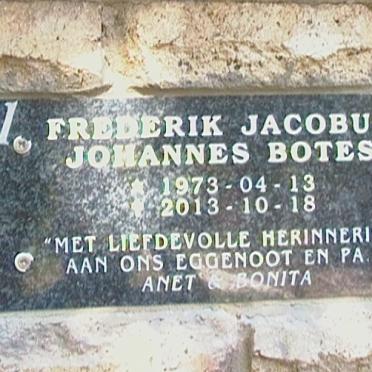 FREDERIK JACOBU
JOHANNES BOTES
★ 1973-04-13
★ 2013-10-18
"MET LIEFDEVOLLE HERINNERI
AAN ONS EGGENOOT EN PA.
ANET & BONITA